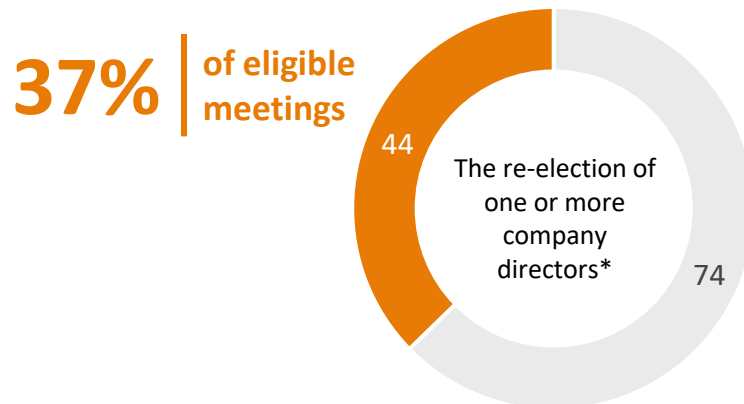 37%
of eligible
meetings
44
The re-election of
one or more
company
directors*
74